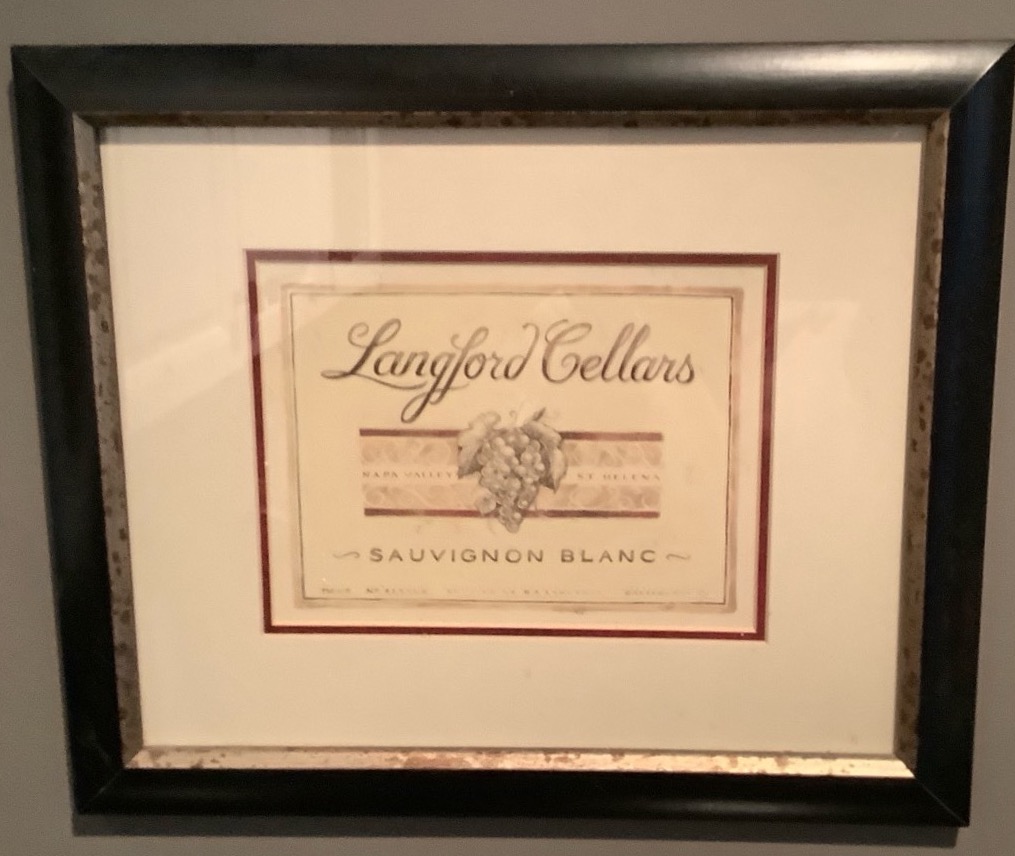 Langford Cellars
NAPA VALLEY ST. HELENA
SAUVIGNON BLANC